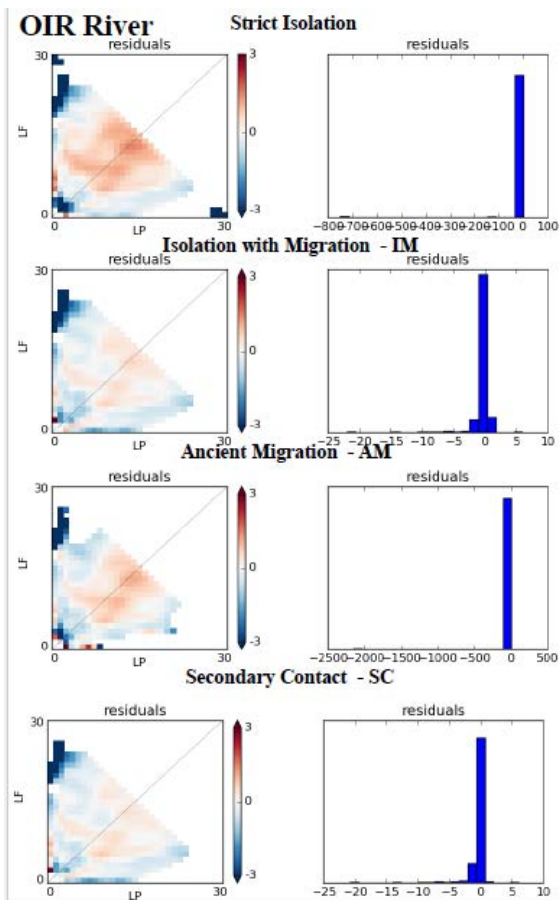 OIR River
Strict Isolation
residuals
residuals
30
LF
0
LP
3
0
-3
−800−700−600−500−400−300−200−100 0 100
Isolation with Migration - IM
residuals
residuals
30
LF
0
0
LP
30
3
0
-3
−25 −20 −15 −10 −5 0 5 10
Ancient Migration - AM
residuals
residuals
30
LF
0
0
LP
30
3
0
-3
−2500 −2000 −1500 −1000 −500 0 500
Secondary Contact - SC
residuals
residuals
30
LF
0
0
LP
30
3
0
-3
−25 −20 −15 −10 −5 0 5 10